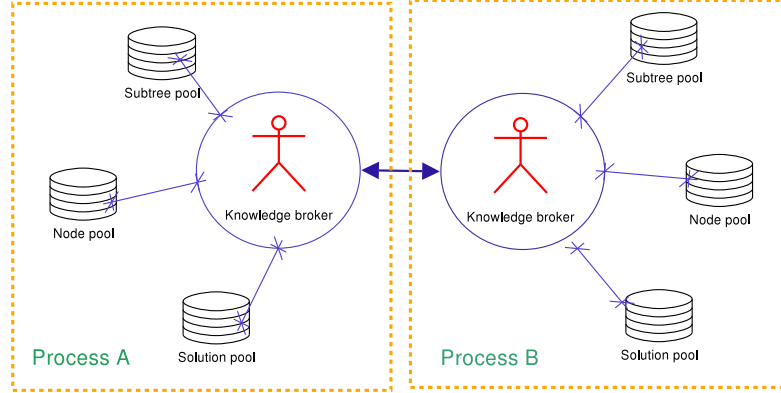 Subtree pool
Knowledge broker
Node pool
Solution pool
Process A
Subtree pool
Knowledge broker
Node pool
Solution pool
Process B